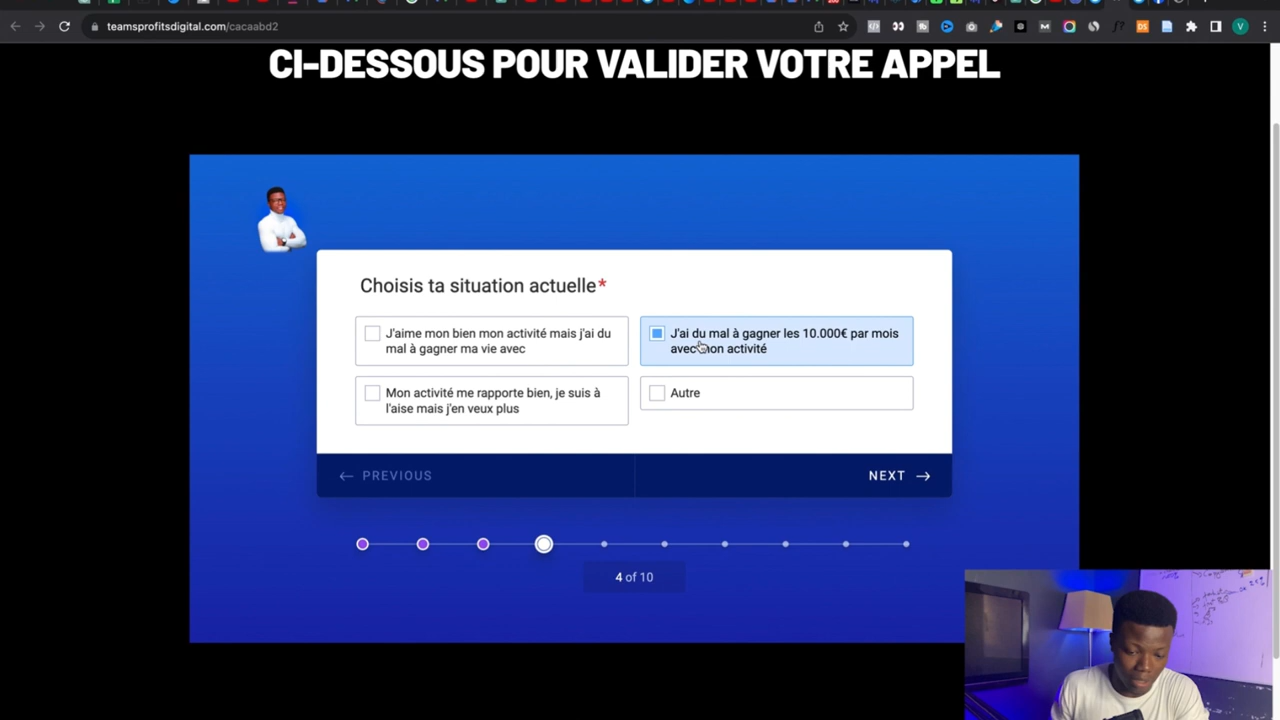 teamsprofitsdigital.com/cacaabd2
CI-DESSOUS POUR VALIDER VOTRE APPEL
Choisis ta situation actuelle*
J'aime mon bien mon activité mais j'ai du
mal à gagner ma vie avec
J'ai du mal à gagner les 10.000€ par mois
avec mon activité
Mon activité me rapporte bien, je suis à
l'aise mais j'en veux plus
Autre
← PREVIOUS
NEXT →
4 of 10